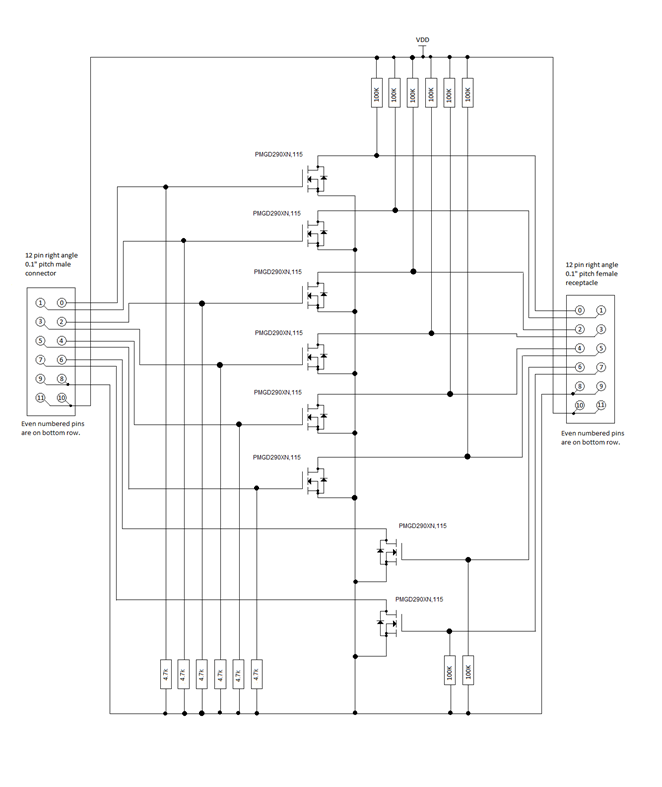 VDD
100K 100K 100K 100K 100K 100K
PMGD290XN,115
PMGD290XN,115
12 pin right angle
0.1" pitch male
connector
12 pin right angle
0.1" pitch female
receptacle
PMGD290XN,115
1 0
3 2
5 4
7 6
9 8
11 10
0 1
2 3
4 5
6 7
8 9
10 11
PMGD290XN,115
PMGD290XN,115
Even numbered pins
are on bottom row.
Even numbered pins
are on bottom row.
PMGD290XN,115
PMGD290XN,115
PMGD290XN,115
4.7k 4.7k 4.7k 4.7k 4.7k 4.7k
100K 100K